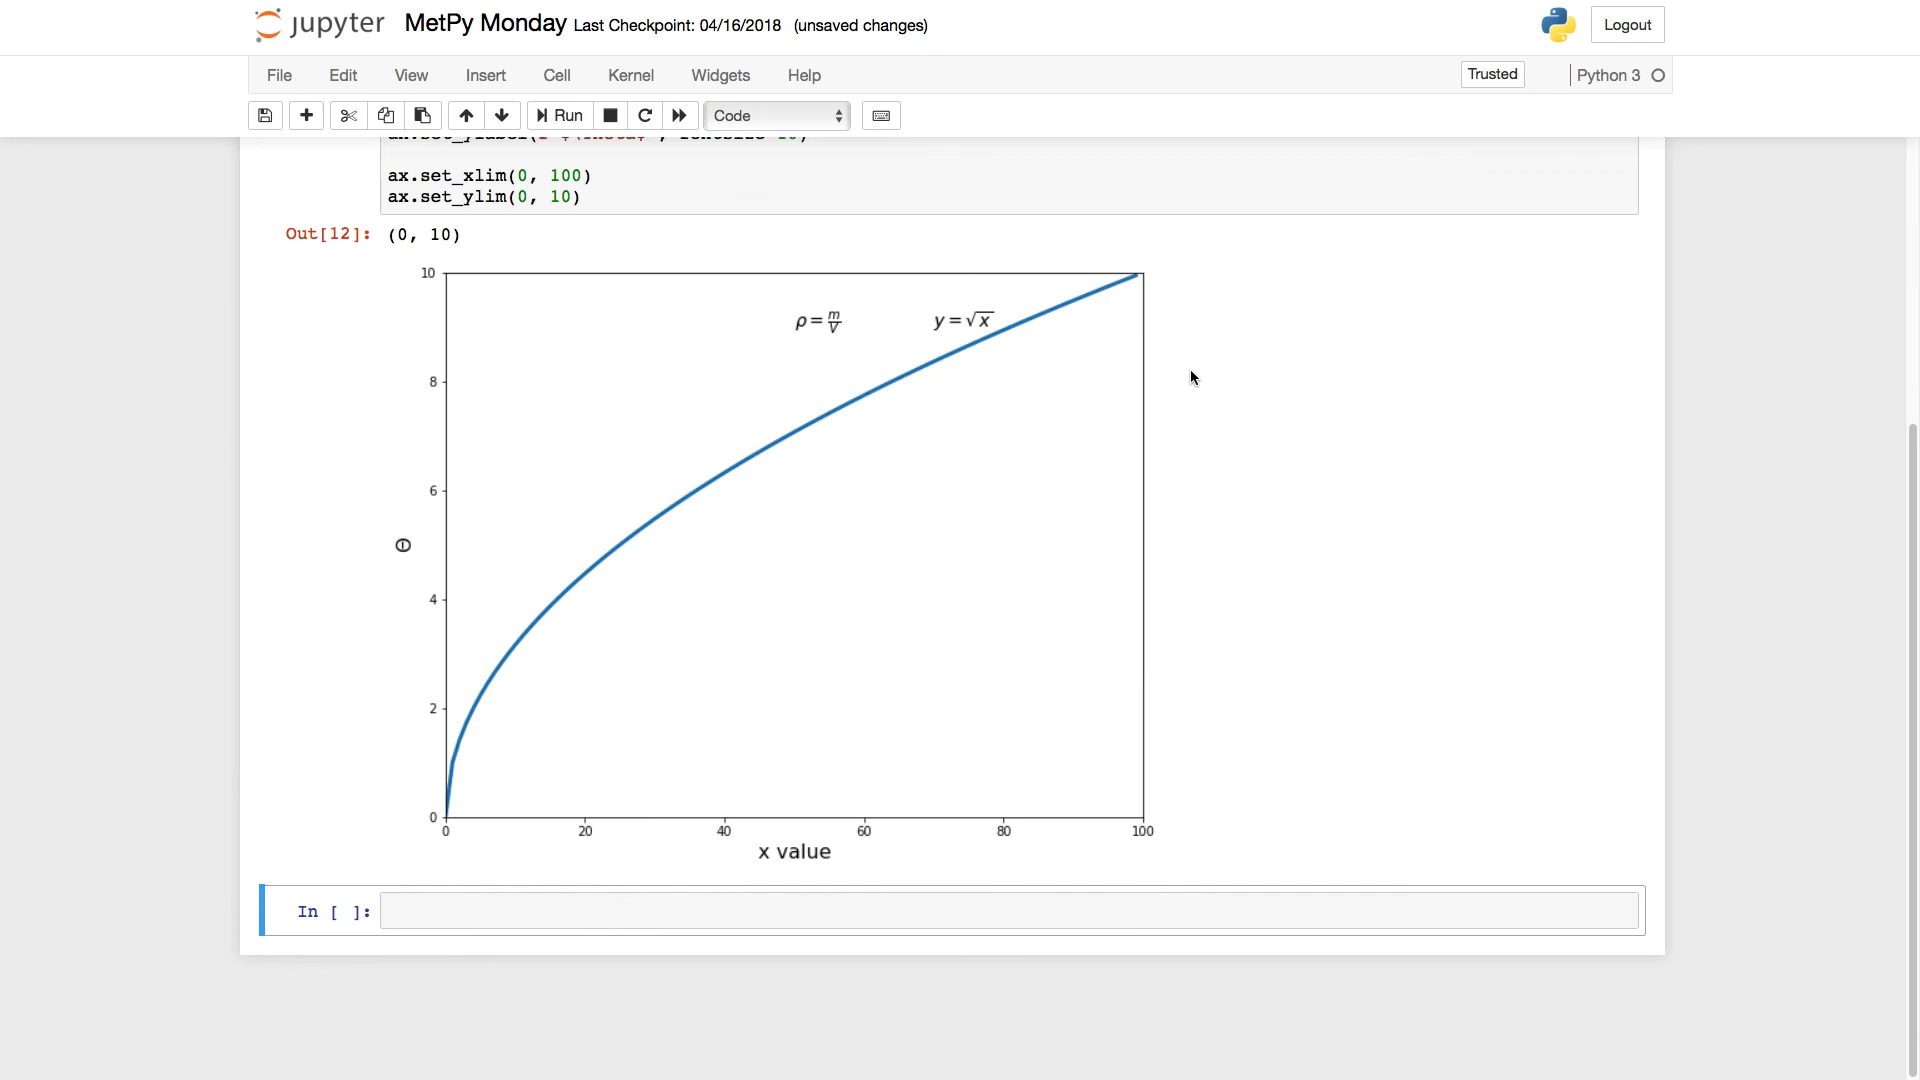 jupyter MetPy Monday Last Checkpoint: 04/16/2018 (unsaved changes) Logout
File Edit View Insert Cell Kernel Widgets Help Trusted Python 3
Run Code
ax.set_xlim(0, 100)
ax.set_ylim(0, 10)
Out[12]: (0, 10)
10
ρ = m/V y = √x
8
6
Θ
4
2
0
0 20 40 60 80 100
x value
In [ ]: